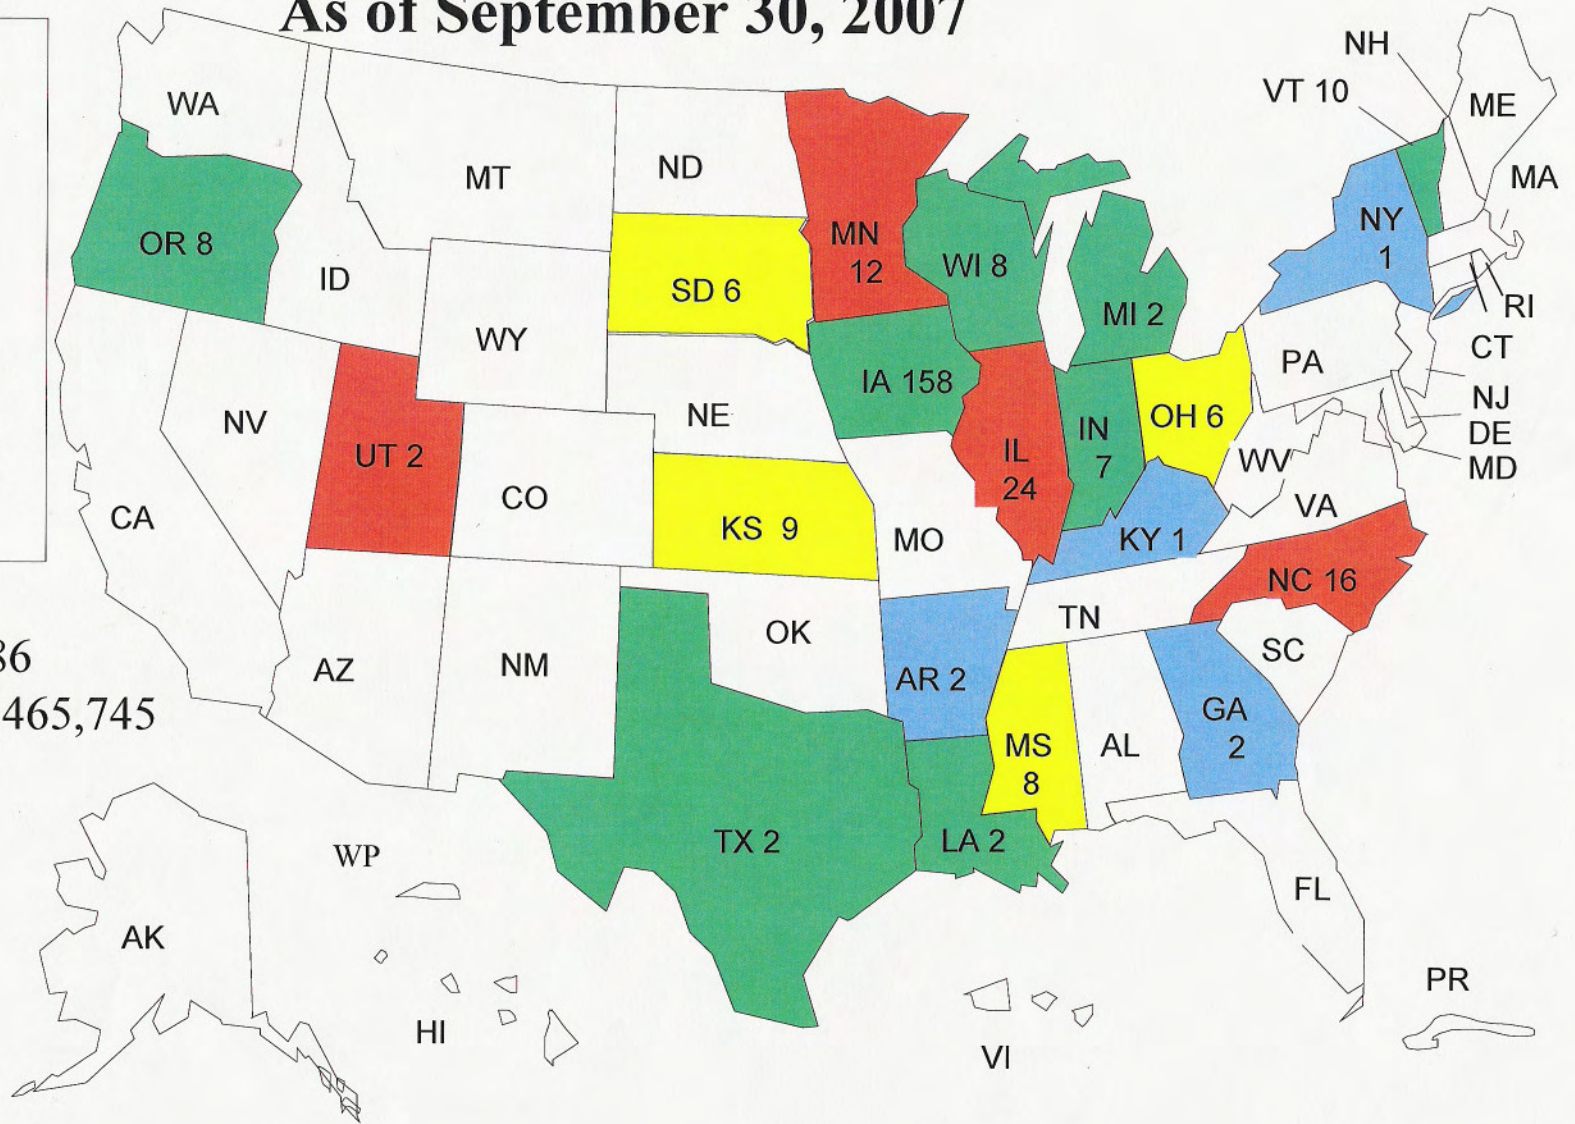 As of September 30, 2007
NH
VT 10
WA
ME
MT
ND
MA
OR 8
MN
12
NY
1
WI 8
ID
SD 6
RI
MI 2
WY
CT
PA
IA 158
NJ
NE
OH 6
NV
IN
7
DE
UT 2
IL
24
WV
MD
CO
VA
CA
KS 9
MO
KY 1
NC 16
TN
OK
86
SC
AZ
NM
AR 2
465,745
GA
2
MS
8
AL
TX 2
LA 2
WP
FL
AK
PR
HI
VI